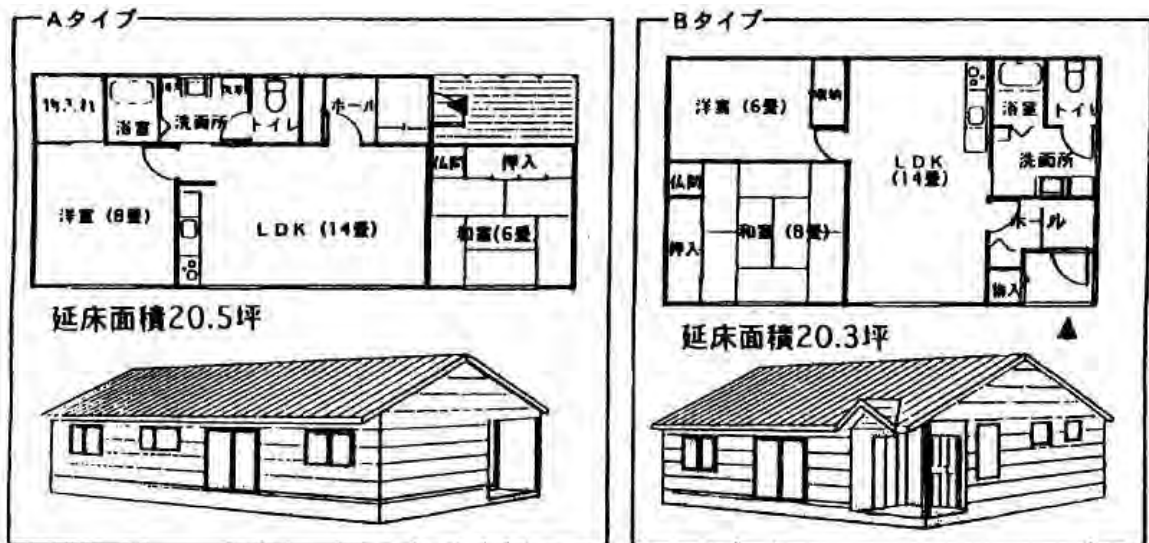 Aタイプ
浴室
洗面所
トイレ
ホール
仏間
押入
洋室(8畳)
LDK(14畳)
和室(6畳)
延床面積20.5坪
Bタイプ
洋室(6畳)
収納
浴室
トイレ
LDK
(14畳)
洗面所
仏間
和室(8畳)
押入
ホール
物入
延床面積20.3坪